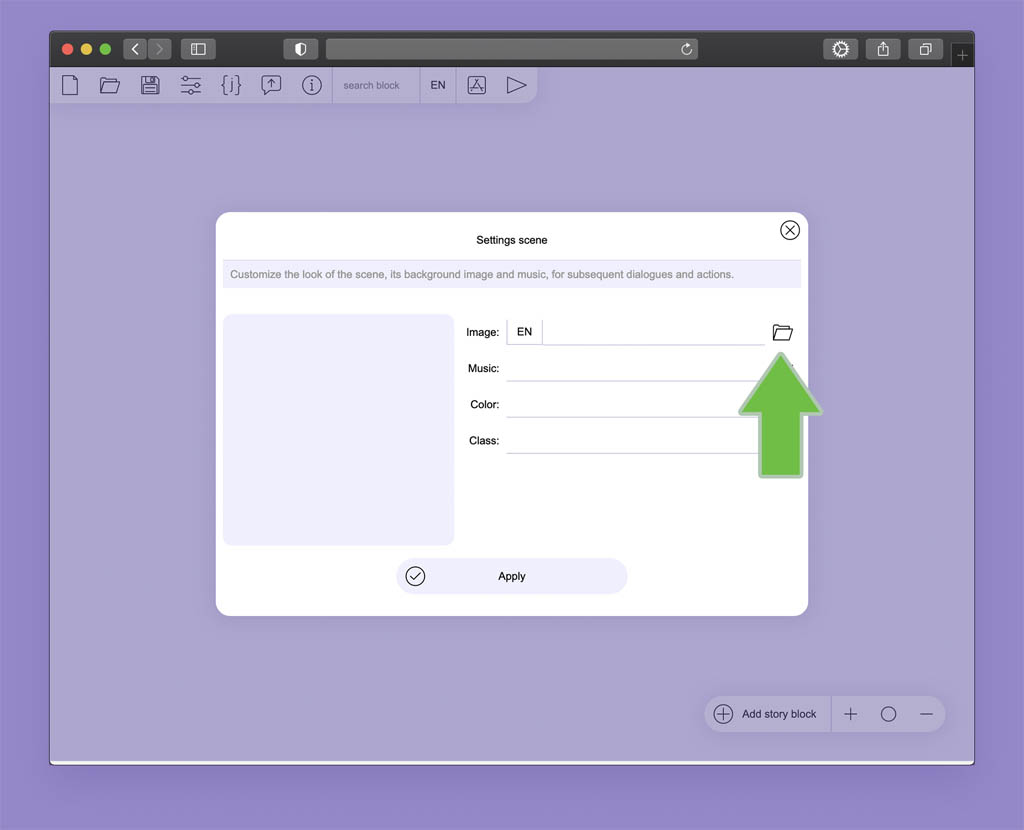 search block
EN
Settings scene
Customize the look of the scene, its background image and music, for subsequent dialogues and actions.
Image: EN
Music:
Color:
Class:
Apply
Add story block